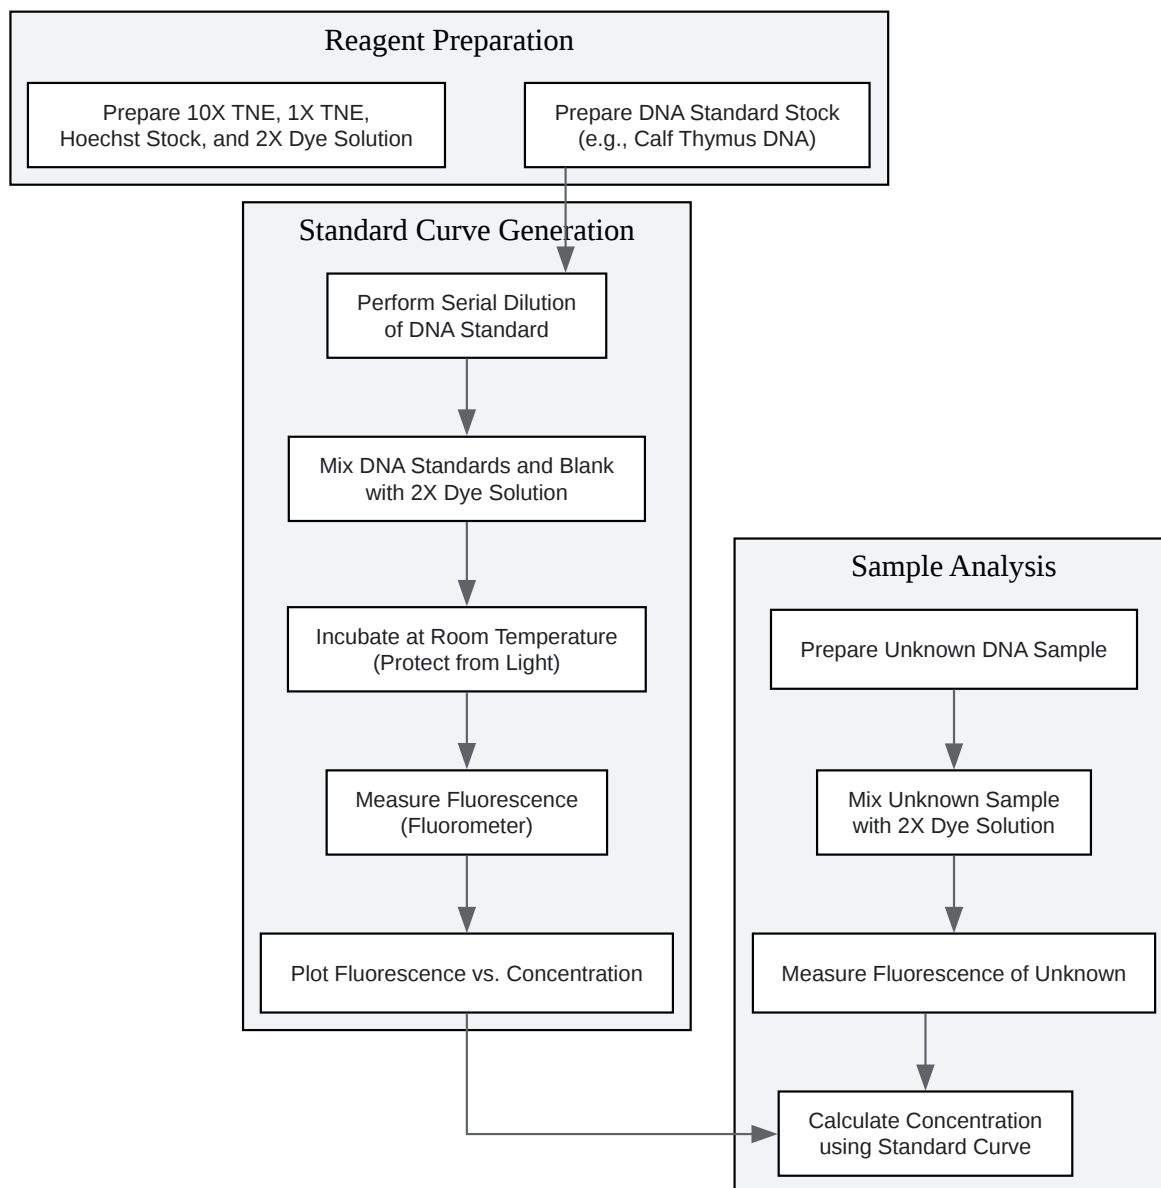 Reagent Preparation
Prepare 10X TNE, 1X TNE,
Hoechst Stock, and 2X Dye Solution
Prepare DNA Standard Stock
(e.g., Calf Thymus DNA)
Standard Curve Generation
Perform Serial Dilution
of DNA Standard
Mix DNA Standards and Blank
with 2X Dye Solution
Incubate at Room Temperature
(Protect from Light)
Measure Fluorescence
(Fluorometer)
Plot Fluorescence vs. Concentration
Sample Analysis
Prepare Unknown DNA Sample
Mix Unknown Sample
with 2X Dye Solution
Measure Fluorescence of Unknown
Calculate Concentration
using Standard Curve